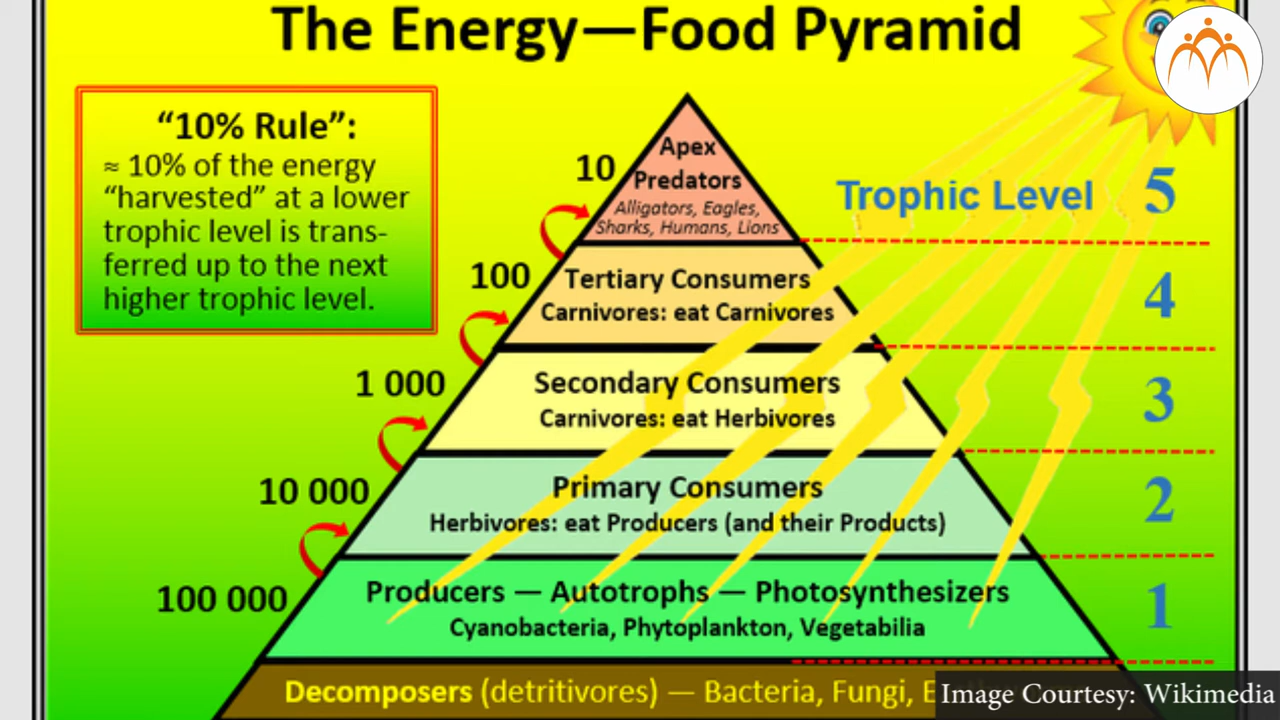 The Energy—Food Pyramid
“10% Rule”:
≈ 10% of the energy
“harvested” at a lower
trophic level is trans-
ferred up to the next
higher trophic level.
10
Apex
Predators
Alligators, Eagles,
Sharks, Humans, Lions
Trophic Level 5
100
Tertiary Consumers
Carnivores: eat Carnivores
4
1 000
Secondary Consumers
Carnivores: eat Herbivores
3
10 000
Primary Consumers
Herbivores: eat Producers (and their Products)
2
100 000
Producers — Autotrophs — Photosynthesizers
Cyanobacteria, Phytoplankton, Vegetabilia
1
Decomposers (detritivores) — Bacteria, Fungi,
Image Courtesy: Wikimedia